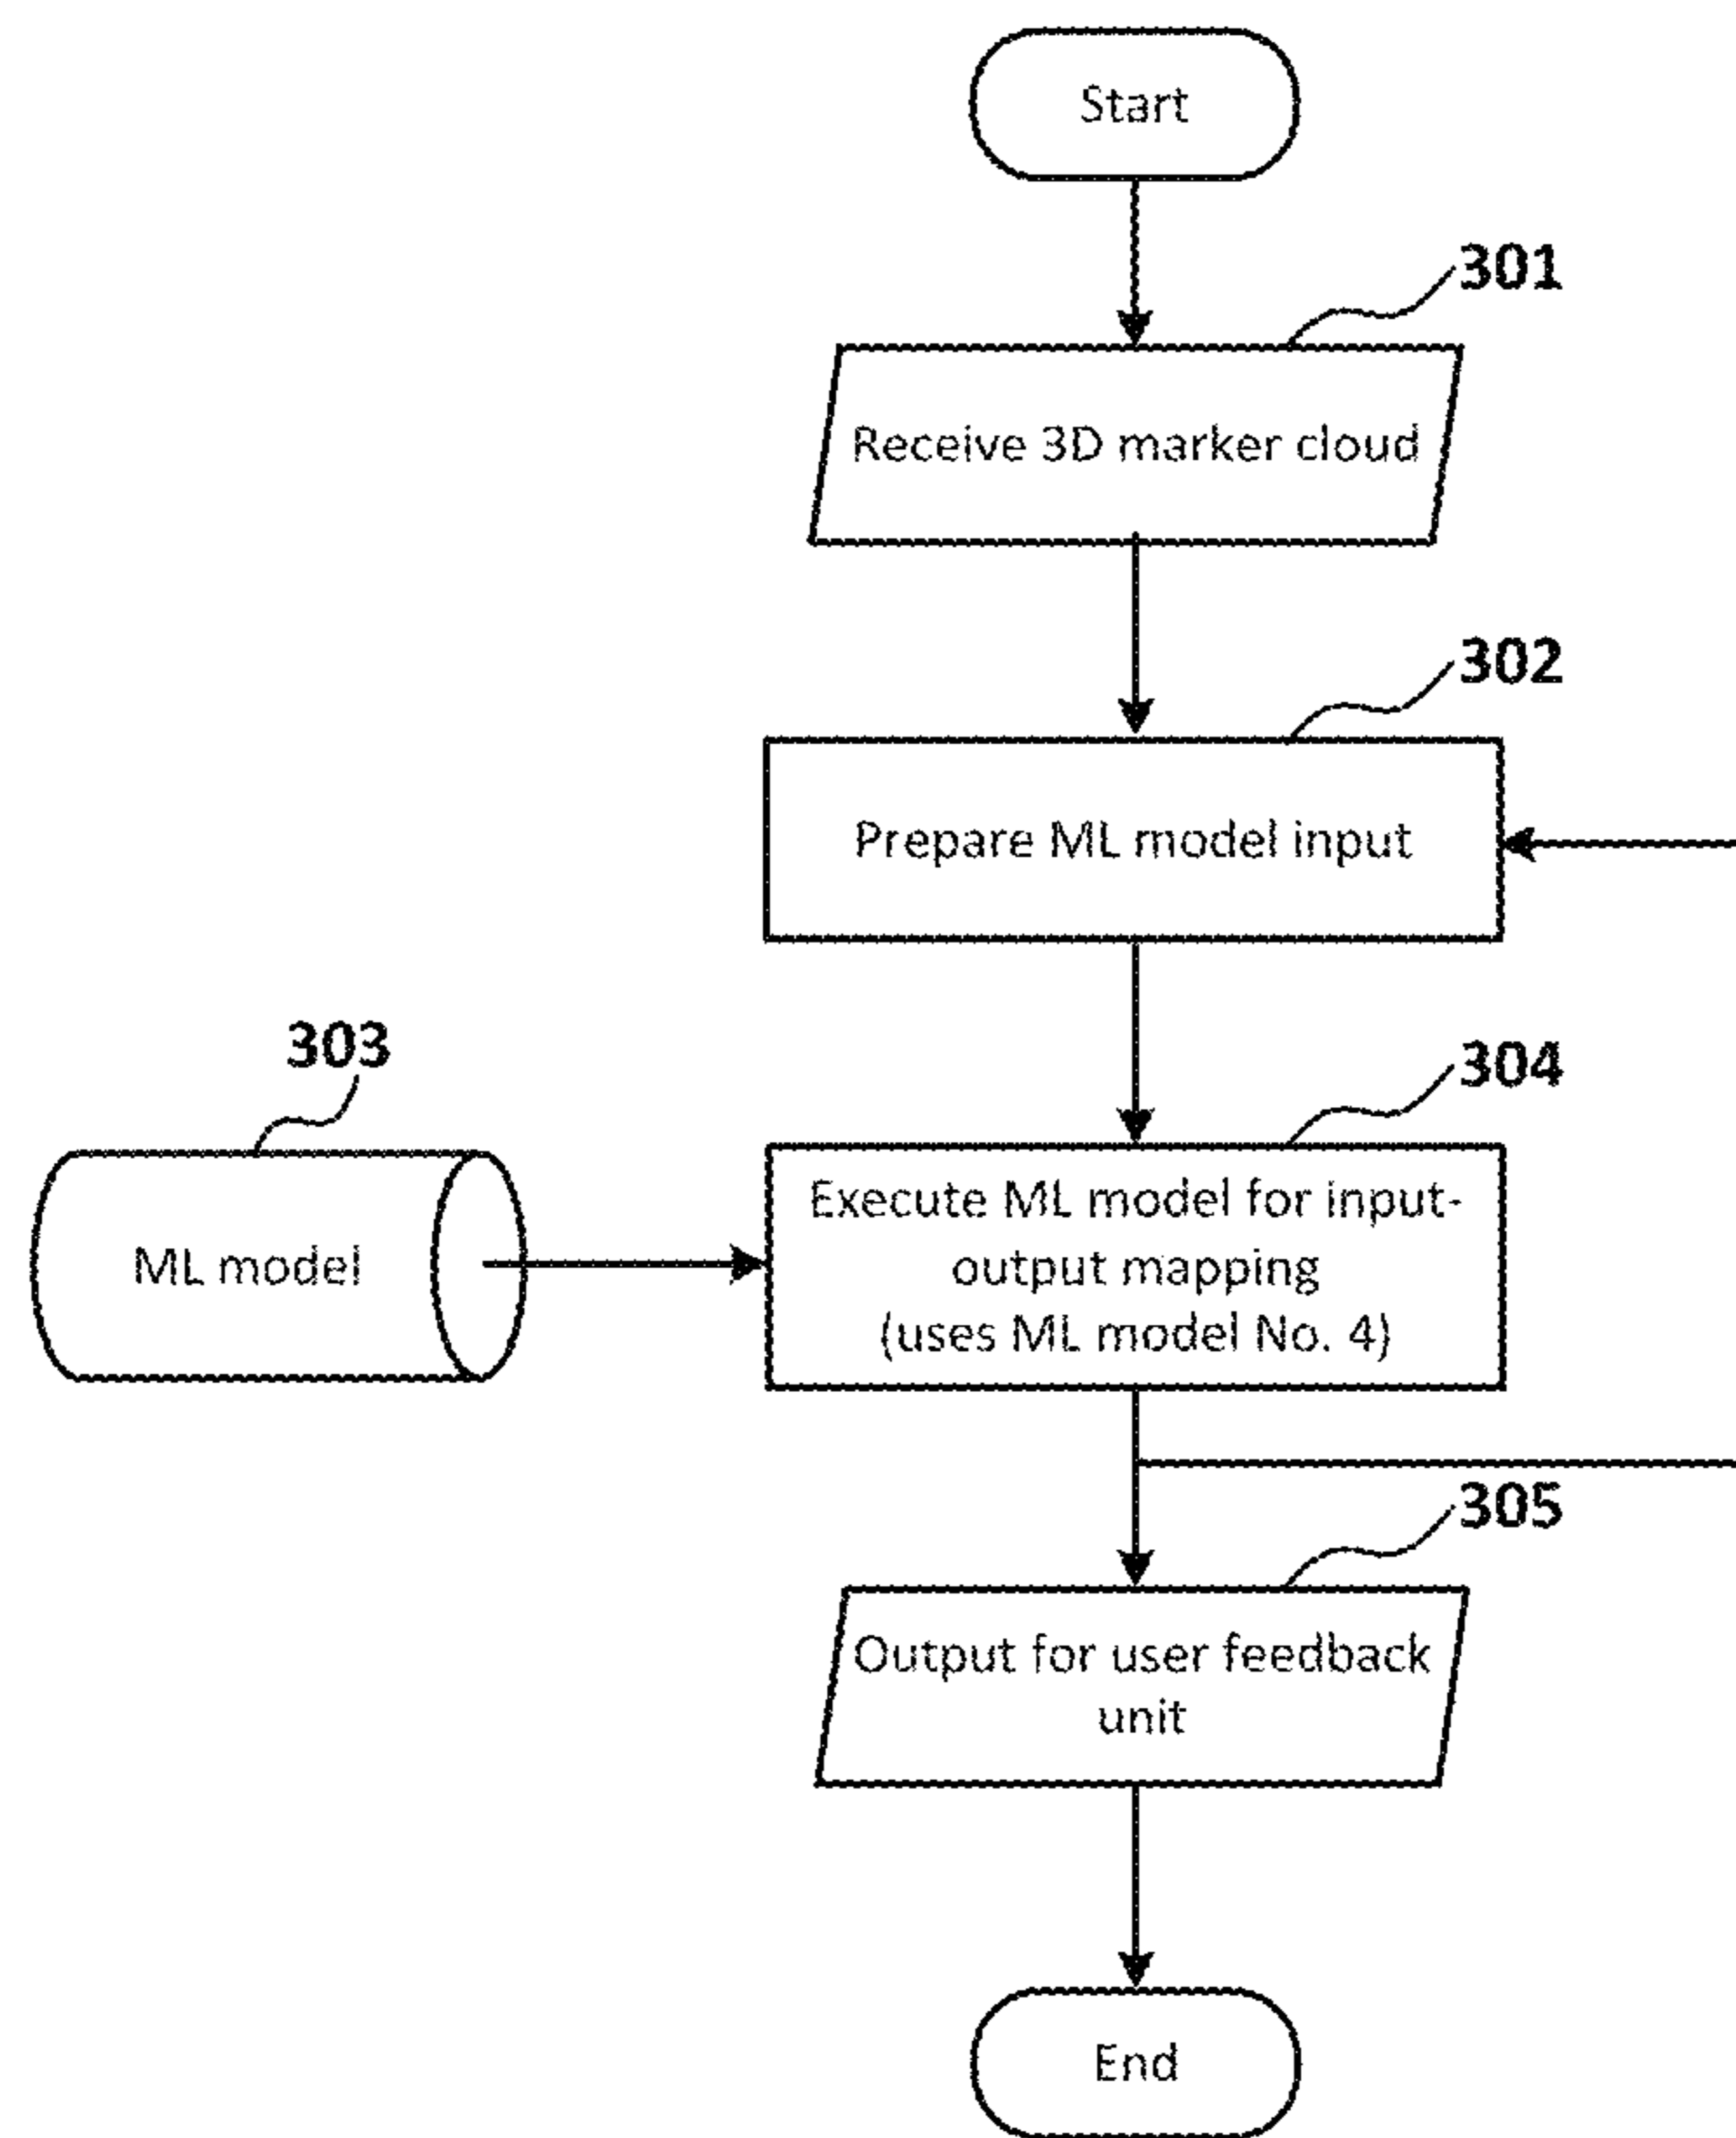 Start
301
Receive 3D marker cloud
302
Prepare ML model input
303
ML model
304
Execute ML model for input-
output mapping
(uses ML model No. 4)
305
Output for user feedback
unit
End